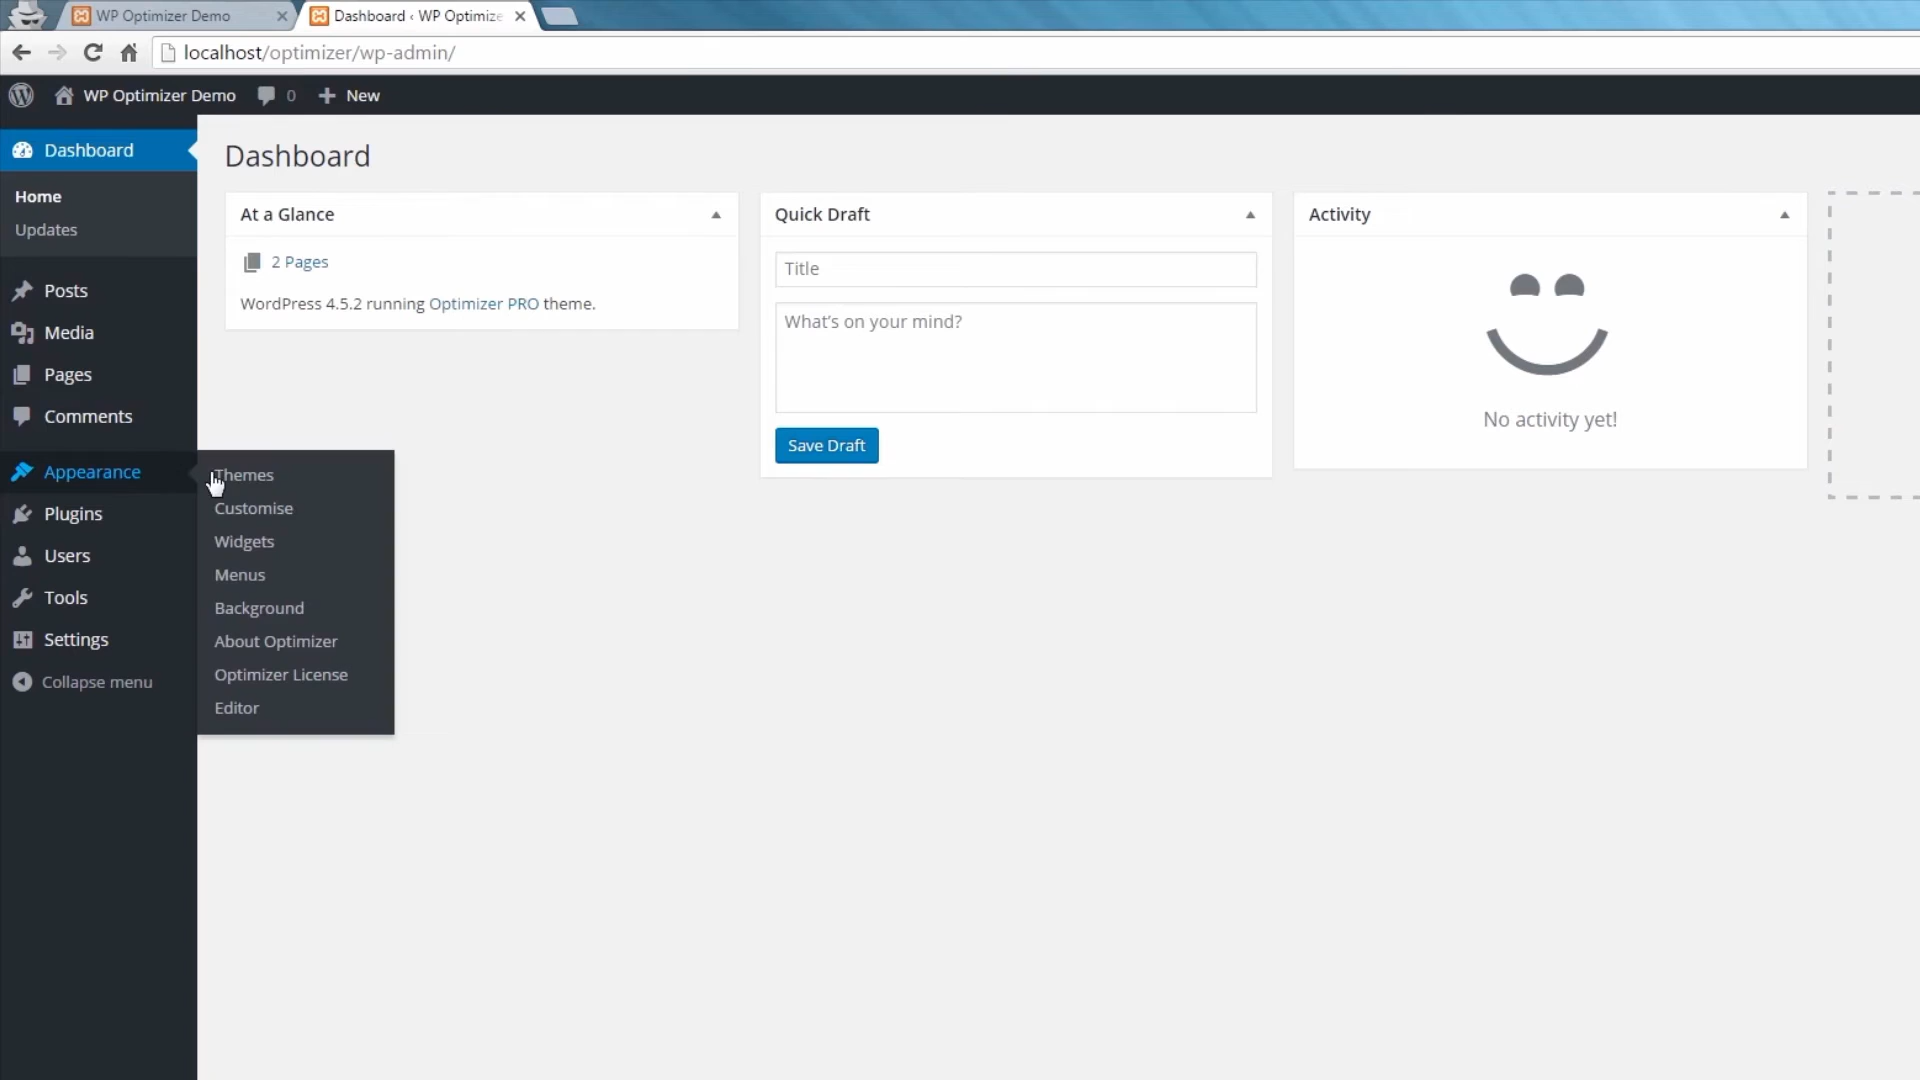 WP Optimizer Demo
Dashboard ‹ WP Optimize
localhost/optimizer/wp-admin/
WP Optimizer Demo 0 New
Dashboard
Home
Updates
Posts
Media
Pages
Comments
Appearance
Plugins
Users
Tools
Settings
Collapse menu
Themes
Customise
Widgets
Menus
Background
About Optimizer
Optimizer License
Editor
Dashboard
At a Glance
2 Pages
WordPress 4.5.2 running Optimizer PRO theme.
Quick Draft
Title
What's on your mind?
Save Draft
Activity
No activity yet!